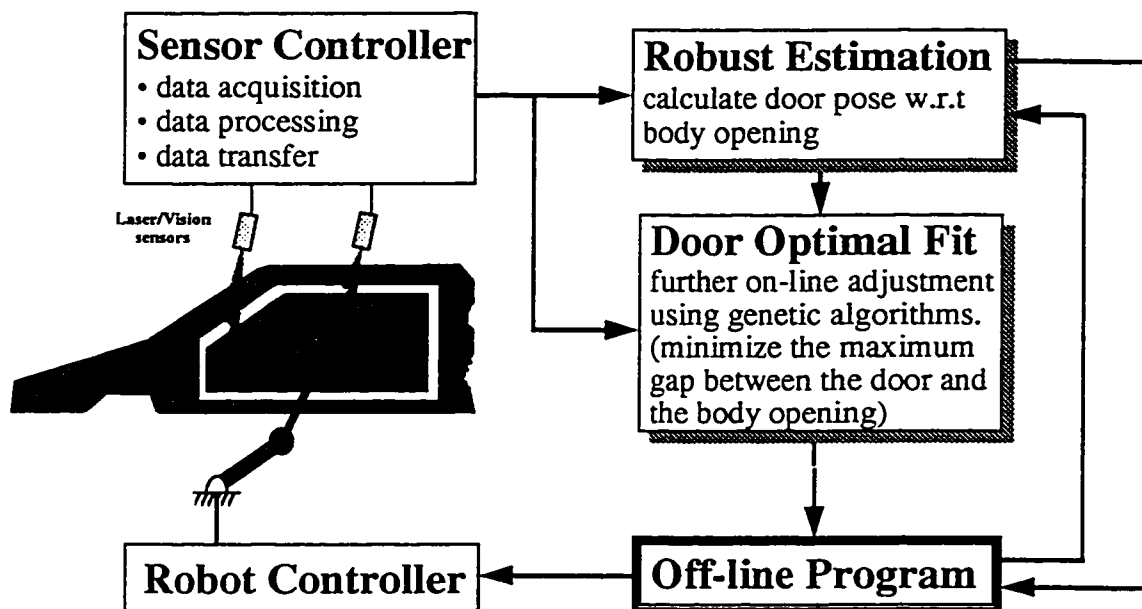 Sensor Controller
• data acquisition
• data processing
• data transfer
Laser/Vision
sensors
Robust Estimation
calculate door pose w.r.t
body opening
Door Optimal Fit
further on-line adjustment
using genetic algorithms.
(minimize the maximum
gap between the door and
the body opening)
Robot Controller
Off-line Program